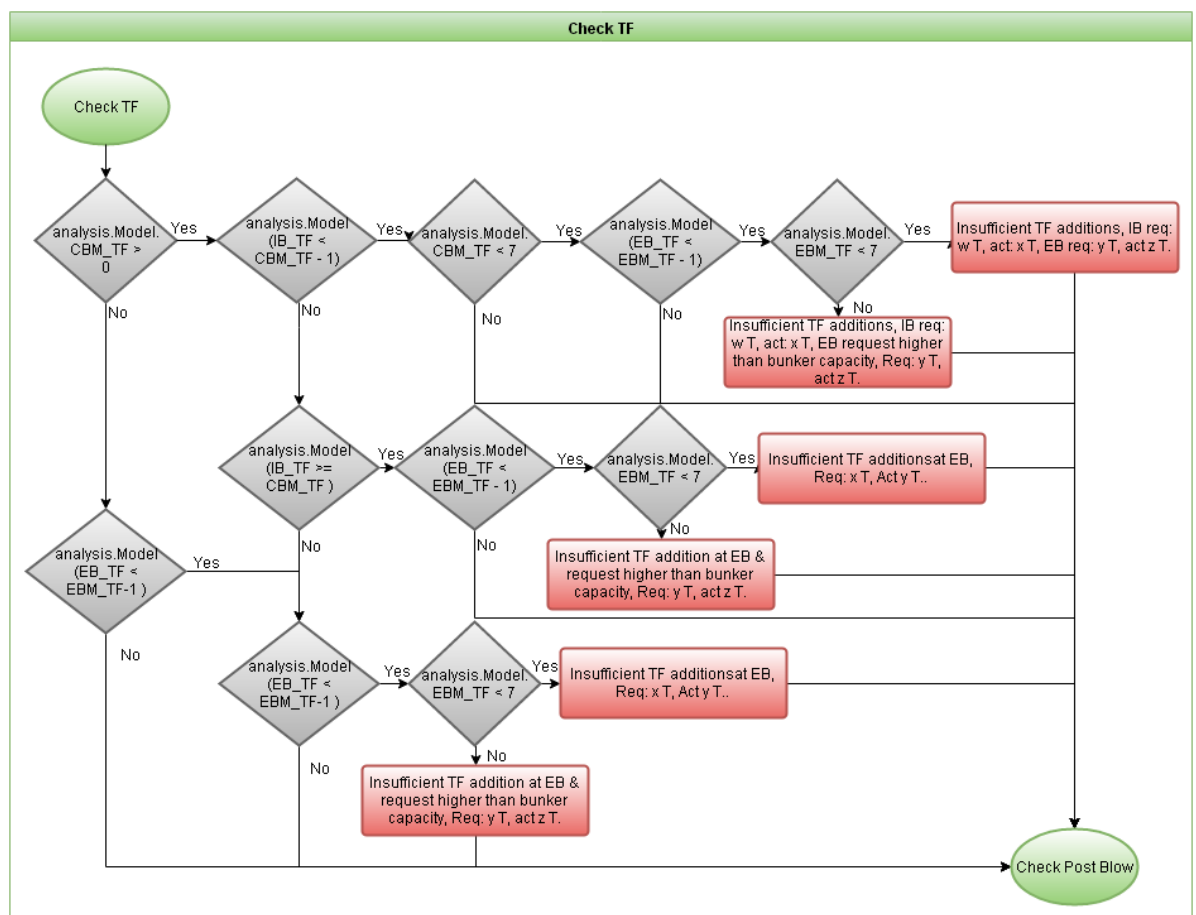 Check TF
Check TF
analysis.Model.
CBM_TF >
0
Yes
analysis.Model
(IB_TF <
CBM_TF - 1)
Yes
analysis.Model.
CBM_TF < 7
Yes
analysis.Model
(EB_TF <
EBM_TF - 1)
Yes
analysis.Model.
EBM_TF < 7
Yes
Insufficient TF additions, IB req:
w T, act: x T, EB req: y T, act z T.
No
No
No
No
No
Insufficient TF additions, IB req:
w T, act: x T, EB request higher
than bunker capacity, Req: y T,
act z T.
analysis.Model
(IB_TF >=
CBM_TF )
Yes
analysis.Model
(EB_TF <
EBM_TF - 1)
Yes
analysis.Model.
EBM_TF < 7
Yes
Insufficient TF additionsat EB,
Req: x T, Act y T..
No
No
No
Insufficient TF addition at EB &
request higher than bunker
capacity, Req: y T, act z T.
analysis.Model
(EB_TF <
EBM_TF-1 )
Yes
No
analysis.Model
(EB_TF <
EBM_TF-1 )
Yes
analysis.Model.
EBM_TF < 7
Yes
Insufficient TF additionsat EB,
Req: x T, Act y T..
No
No
Insufficient TF addition at EB &
request higher than bunker
capacity, Req: y T, act z T.
Check Post Blow